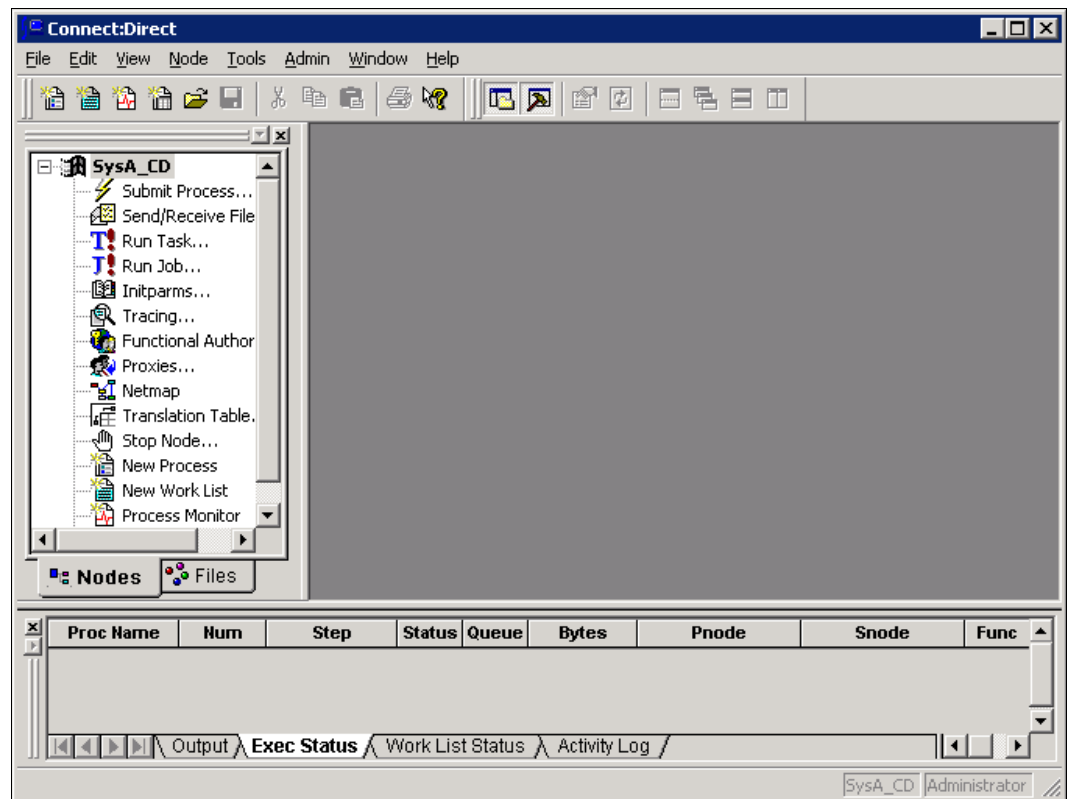 Connect:Direct
File Edit View Node Tools Admin Window Help
SysA_CD
Submit Process...
Send/Receive File
T! Run Task...
J! Run Job...
Initparms...
Tracing...
Functional Author
Proxies...
Netmap
Translation Table.
Stop Node...
New Process
New Work List
Process Monitor
Nodes Files
Proc Name Num Step Status Queue Bytes Pnode Snode Func
Output Exec Status Work List Status Activity Log
SysA_CD Administrator